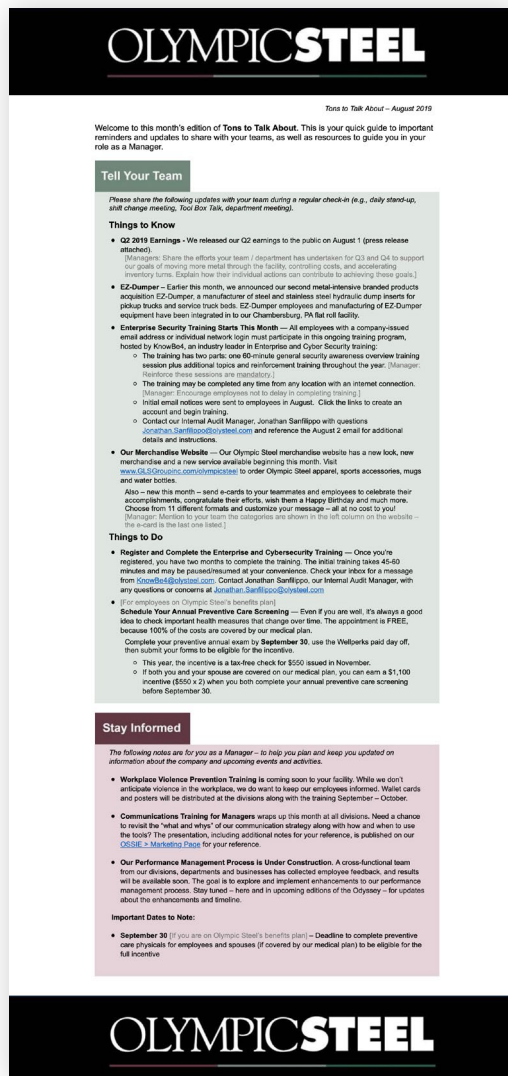 OLYMPICSTEEL
Tons to Talk About – August 2019
Welcome to this month's edition of Tons to Talk About. This is your quick guide to important
reminders and updates to share with your teams, as well as resources to guide you in your
role as a Manager.
Tell Your Team
Please share the following updates with your team during a regular check-in (e.g., daily stand-up,
shift change meeting, Tool Box Talk, department meeting).
Things to Know
• Q2 2019 Earnings - We released our Q2 earnings to the public on August 1 (press release
attached).
[Managers: Share the efforts your team / department has undertaken for Q3 and Q4 to support
our goals of moving more metal through the facility, controlling costs, and accelerating
inventory turns. Explain how their individual actions can contribute to achieving these goals.]
• EZ-Dumper – Earlier this month, we announced our second metal-intensive branded products
acquisition EZ-Dumper, a manufacturer of steel and stainless steel hydraulic dump inserts for
pickup trucks and service truck beds. EZ-Dumper employees and manufacturing of EZ-Dumper
equipment have been integrated in to our Chambersburg, PA flat roll facility.
• Enterprise Security Training Starts This Month — All employees with a company-issued
email address or individual network login must participate in this ongoing training program,
hosted by KnowBe4, an industry leader in Enterprise and Cyber Security training:
○ The training has two parts: one 60-minute general security awareness overview training
session plus additional topics and reinforcement training throughout the year. [Manager:
Reinforce these sessions are mandatory.]
○ The training may be completed any time from any location with an internet connection.
[Manager: Encourage employees not to delay in completing training.]
○ Initial email notices were sent to employees in August. Click the links to create an
account and begin training.
○ Contact our Internal Audit Manager, Jonathan Sanfilippo with questions
Jonathan.Sanfilippo@olysteel.com and reference the August 2 email for additional
details and instructions.
• Our Merchandise Website — Our Olympic Steel merchandise website has a new look, new
merchandise and a new service available beginning this month. Visit
www.GLSGroupinc.com/olympicsteel to order Olympic Steel apparel, sports accessories, mugs
and water bottles.
Also – new this month – send e-cards to your teammates and employees to celebrate their
accomplishments, congratulate their efforts, wish them a Happy Birthday and much more.
Choose from 11 different formats and customize your message – all at no cost to you!
[Manager: Mention to your team the categories are shown in the left column on the website –
the e-card is the last one listed.]
Things to Do
• Register and Complete the Enterprise and Cybersecurity Training — Once you're
registered, you have two months to complete the training. The initial training takes 45-60
minutes and may be paused/resumed at your convenience. Check your inbox for a message
from KnowBe4@olysteel.com. Contact Jonathan Sanfilippo, our Internal Audit Manager, with
any questions or concerns at Jonathan.Sanfilippo@olysteel.com
• [For employees on Olympic Steel's benefits plan]
Schedule Your Annual Preventive Care Screening — Even if you are well, it's always a good
idea to check important health measures that change over time. The appointment is FREE,
because 100% of the costs are covered by our medical plan.
Complete your preventive annual exam by September 30, use the Wellperks paid day off,
then submit your forms to be eligible for the incentive.
○ This year, the incentive is a tax-free check for $550 issued in November.
○ If both you and your spouse are covered on our medical plan, you can earn a $1,100
incentive ($550 x 2) when you both complete your annual preventive care screening
before September 30.
Stay Informed
The following notes are for you as a Manager – to help you plan and keep you updated on
information about the company and upcoming events and activities.
• Workplace Violence Prevention Training is coming soon to your facility. While we don't
anticipate violence in the workplace, we do want to keep our employees informed. Wallet cards
and posters will be distributed at the divisions along with the training September – October.
• Communications Training for Managers wraps up this month at all divisions. Need a chance
to revisit the "what and whys" of our communication strategy along with how and when to use
the tools? The presentation, including additional notes for your reference, is published on our
OSSIE > Marketing Page for your reference.
• Our Performance Management Process is Under Construction. A cross-functional team
from our divisions, departments and businesses has collected employee feedback, and results
will be available soon. The goal is to explore and implement enhancements to our performance
management process. Stay tuned – here and in upcoming editions of the Odyssey – for updates
about the enhancements and timeline.
Important Dates to Note:
• September 30 [If you are on Olympic Steel's benefits plan] – Deadline to complete preventive
care physicals for employees and spouses (if covered by our medical plan) to be eligible for the
full incentive
OLYMPICSTEEL